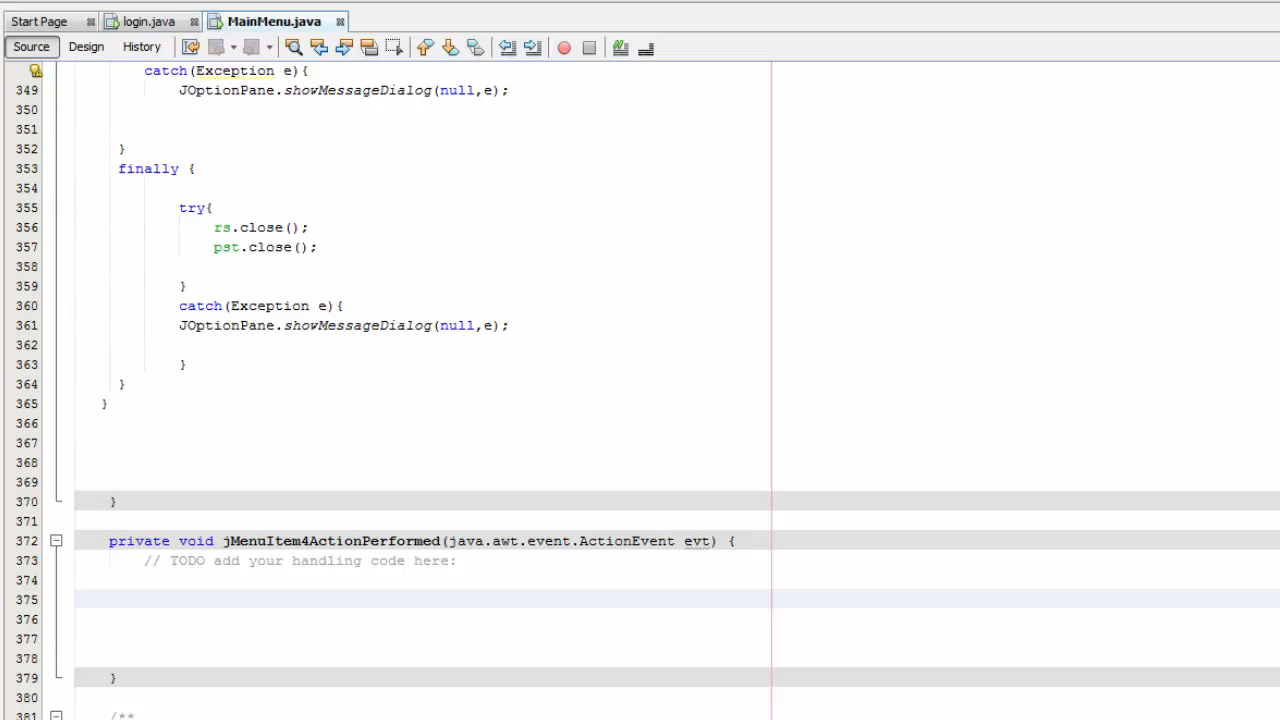 Start Page login.java MainMenu.java
Source Design History
catch(Exception e){
349 JOptionPane.showMessageDialog(null,e);
350
351
352 }
353 finally {
354
355 try{
356 rs.close();
357 pst.close();
358
359 }
360 catch(Exception e){
361 JOptionPane.showMessageDialog(null,e);
362
363 }
364 }
365 }
366
367
368
369
370 }
371
372 private void jMenuItem4ActionPerformed(java.awt.event.ActionEvent evt) {
373 // TODO add your handling code here:
374
375
376
377
378
379 }
380
381 /**